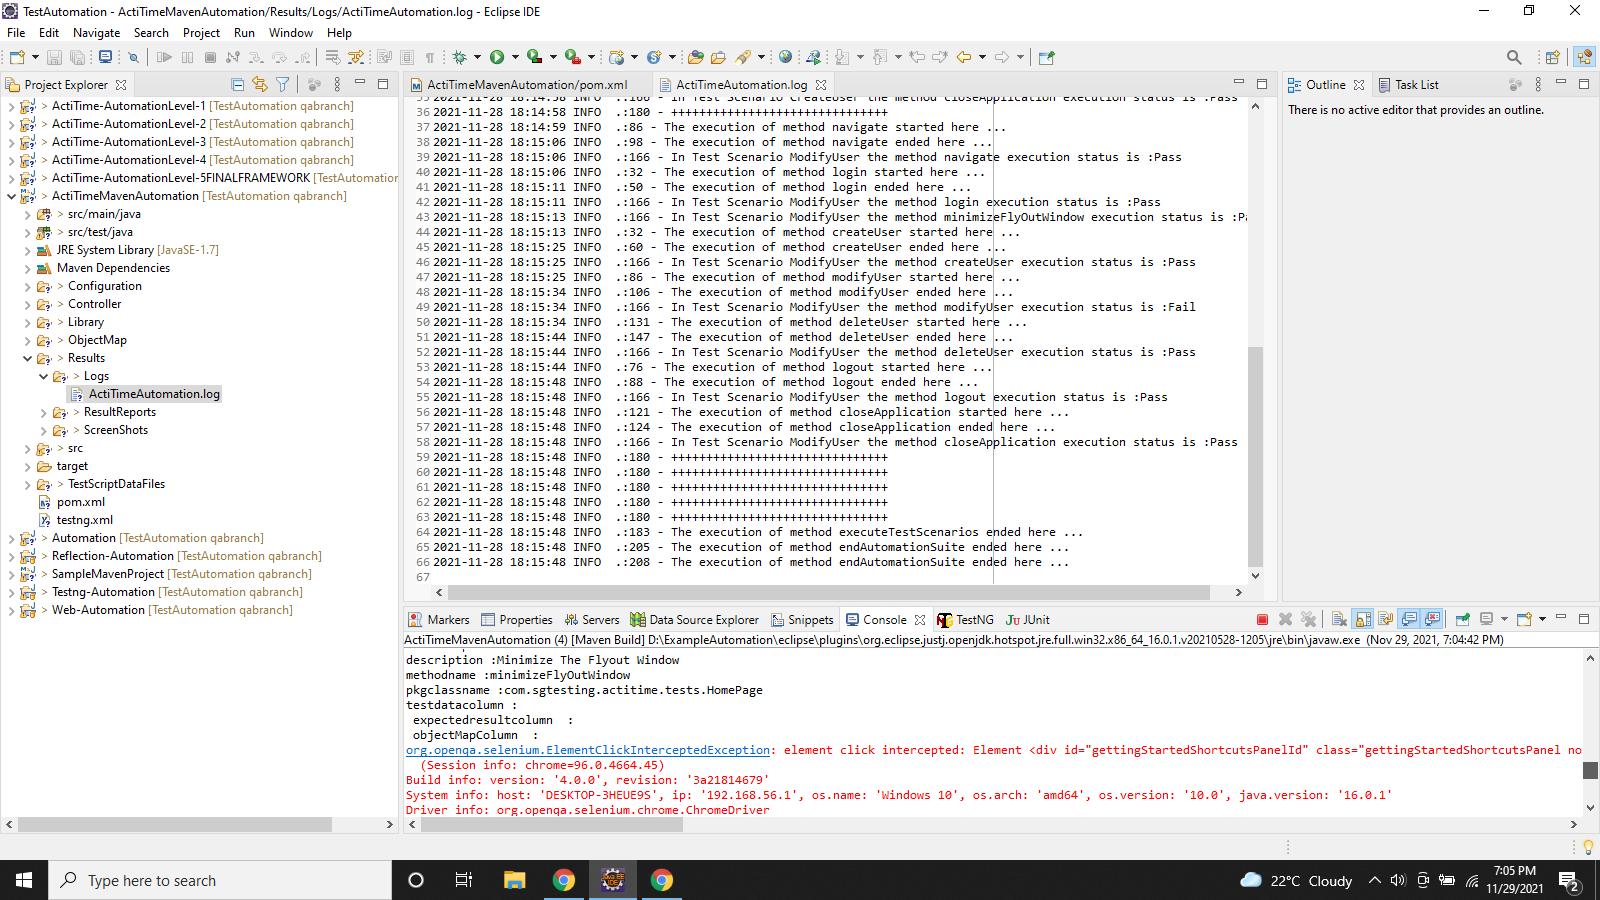 TestAutomation - ActiTimeMavenAutomation/Results/Logs/ActiTimeAutomation.log - Eclipse IDE
File Edit Navigate Search Project Run Window Help
Project Explorer
ActiTime-AutomationLevel-1 [TestAutomation qabranch]
ActiTime-AutomationLevel-2 [TestAutomation qabranch]
ActiTime-AutomationLevel-3 [TestAutomation qabranch]
ActiTime-AutomationLevel-4 [TestAutomation qabranch]
ActiTime-AutomationLevel-5FINALFRAMEWORK [TestAutomation
ActiTimeMavenAutomation [TestAutomation qabranch]
src/main/java
src/test/java
JRE System Library [JavaSE-1.7]
Maven Dependencies
Configuration
Controller
Library
ObjectMap
Results
Logs
ActiTimeAutomation.log
ResultReports
ScreenShots
src
target
TestScriptDataFiles
pom.xml
testng.xml
Automation [TestAutomation qabranch]
Reflection-Automation [TestAutomation qabranch]
SampleMavenProject [TestAutomation qabranch]
Testng-Automation [TestAutomation qabranch]
Web-Automation [TestAutomation qabranch]
ActiTimeMavenAutomation/pom.xml ActiTimeAutomation.log
35 2021-11-28 18:14:58 INFO .:166 - In Test Scenario CreateUser the method closeApplication execution status is :Pass
36 2021-11-28 18:14:58 INFO .:180 - ++++++++++++++++++++++++++++++
37 2021-11-28 18:14:59 INFO .:86 - The execution of method navigate started here ...
38 2021-11-28 18:15:06 INFO .:98 - The execution of method navigate ended here ...
39 2021-11-28 18:15:06 INFO .:166 - In Test Scenario ModifyUser the method navigate execution status is :Pass
40 2021-11-28 18:15:06 INFO .:32 - The execution of method login started here ...
41 2021-11-28 18:15:11 INFO .:50 - The execution of method login ended here ...
42 2021-11-28 18:15:11 INFO .:166 - In Test Scenario ModifyUser the method login execution status is :Pass
43 2021-11-28 18:15:13 INFO .:166 - In Test Scenario ModifyUser the method minimizeFlyOutWindow execution status is :Pa
44 2021-11-28 18:15:13 INFO .:32 - The execution of method createUser started here ...
45 2021-11-28 18:15:25 INFO .:60 - The execution of method createUser ended here ...
46 2021-11-28 18:15:25 INFO .:166 - In Test Scenario ModifyUser the method createUser execution status is :Pass
47 2021-11-28 18:15:25 INFO .:86 - The execution of method modifyUser started here ...
48 2021-11-28 18:15:34 INFO .:106 - The execution of method modifyUser ended here ...
49 2021-11-28 18:15:34 INFO .:166 - In Test Scenario ModifyUser the method modifyUser execution status is :Fail
50 2021-11-28 18:15:34 INFO .:131 - The execution of method deleteUser started here ...
51 2021-11-28 18:15:44 INFO .:147 - The execution of method deleteUser ended here ...
52 2021-11-28 18:15:44 INFO .:166 - In Test Scenario ModifyUser the method deleteUser execution status is :Pass
53 2021-11-28 18:15:44 INFO .:76 - The execution of method logout started here ...
54 2021-11-28 18:15:48 INFO .:88 - The execution of method logout ended here ...
55 2021-11-28 18:15:48 INFO .:166 - In Test Scenario ModifyUser the method logout execution status is :Pass
56 2021-11-28 18:15:48 INFO .:121 - The execution of method closeApplication started here ...
57 2021-11-28 18:15:48 INFO .:124 - The execution of method closeApplication ended here ...
58 2021-11-28 18:15:48 INFO .:166 - In Test Scenario ModifyUser the method closeApplication execution status is :Pass
59 2021-11-28 18:15:48 INFO .:180 - ++++++++++++++++++++++++++++++
60 2021-11-28 18:15:48 INFO .:180 - ++++++++++++++++++++++++++++++
61 2021-11-28 18:15:48 INFO .:180 - ++++++++++++++++++++++++++++++
62 2021-11-28 18:15:48 INFO .:180 - ++++++++++++++++++++++++++++++
63 2021-11-28 18:15:48 INFO .:180 - ++++++++++++++++++++++++++++++
64 2021-11-28 18:15:48 INFO .:183 - The execution of method executeTestScenarios ended here ...
65 2021-11-28 18:15:48 INFO .:205 - The execution of method endAutomationSuite ended here ...
66 2021-11-28 18:15:48 INFO .:208 - The execution of method endAutomationSuite ended here ...
67
Outline Task List
There is no active editor that provides an outline.
Markers Properties Servers Data Source Explorer Snippets Console TestNG JUnit
ActiTimeMavenAutomation (4) [Maven Build] D:\ExampleAutomation\eclipse\plugins\org.eclipse.justj.openjdk.hotspot.jre.full.win32.x86_64_16.0.1.v20210528-1205\jre\bin\javaw.exe (Nov 29, 2021, 7:04:42 PM)
description :Minimize The Flyout Window
methodname :minimizeFlyOutWindow
pkgclassname :com.sgtesting.actitime.tests.HomePage
testdatacolumn :
expectedresultcolumn :
objectMapColumn :
org.openqa.selenium.ElementClickInterceptedException: element click intercepted: Element <div id="gettingStartedShortcutsPanelId" class="gettingStartedShortcutsPanel no
(Session info: chrome=96.0.4664.45)
Build info: version: '4.0.0', revision: '3a21814679'
System info: host: 'DESKTOP-3HEUE9S', ip: '192.168.56.1', os.name: 'Windows 10', os.arch: 'amd64', os.version: '10.0', java.version: '16.0.1'
Driver info: org.openqa.selenium.chrome.ChromeDriver
Type here to search
22°C Cloudy
7:05 PM
11/29/2021
2